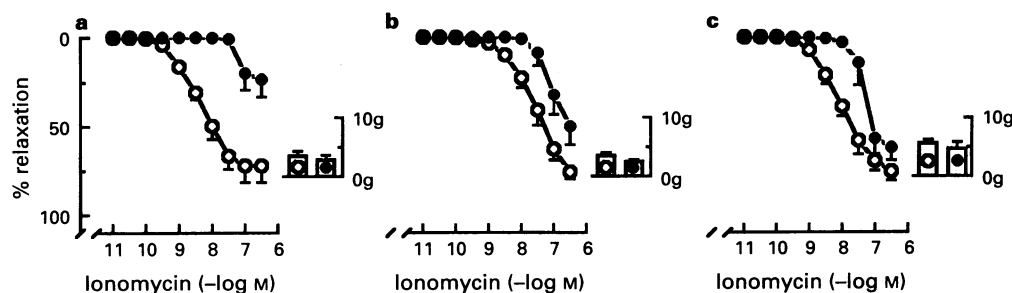 a
b
c
0
50
100
% relaxation
10g
0g
10g
0g
10g
0g
11 10 9 8 7 6
11 10 9 8 7 6
11 10 9 8 7 6
Ionomycin (–log M)
Ionomycin (–log M)
Ionomycin (–log M)